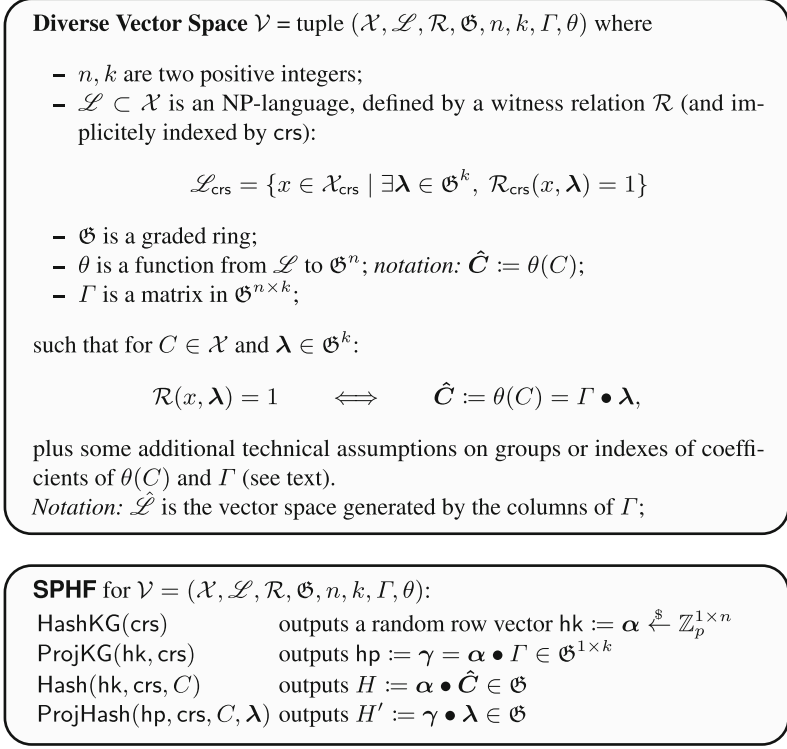 Diverse Vector Space 𝒱 = tuple (𝒳, ℒ, ℛ, 𝔊, n, k, Γ, θ) where
– n, k are two positive integers;
– ℒ ⊂ 𝒳 is an NP-language, defined by a witness relation ℛ (and im-
plicitely indexed by crs):
ℒ_crs = {x ∈ 𝒳_crs | ∃λ ∈ 𝔊^k, ℛ_crs(x, λ) = 1}
– 𝔊 is a graded ring;
– θ is a function from ℒ to 𝔊^n; notation: Ĉ := θ(C);
– Γ is a matrix in 𝔊^{n×k};
such that for C ∈ 𝒳 and λ ∈ 𝔊^k:
ℛ(x, λ) = 1 ⟺ Ĉ := θ(C) = Γ • λ,
plus some additional technical assumptions on groups or indexes of coeffi-
cients of θ(C) and Γ (see text).
Notation: ℒ̂ is the vector space generated by the columns of Γ;
SPHF for 𝒱 = (𝒳, ℒ, ℛ, 𝔊, n, k, Γ, θ):
HashKG(crs) outputs a random row vector hk := α ←$ ℤ_p^{1×n}
ProjKG(hk, crs) outputs hp := γ = α • Γ ∈ 𝔊^{1×k}
Hash(hk, crs, C) outputs H := α • Ĉ ∈ 𝔊
ProjHash(hp, crs, C, λ) outputs H′ := γ • λ ∈ 𝔊